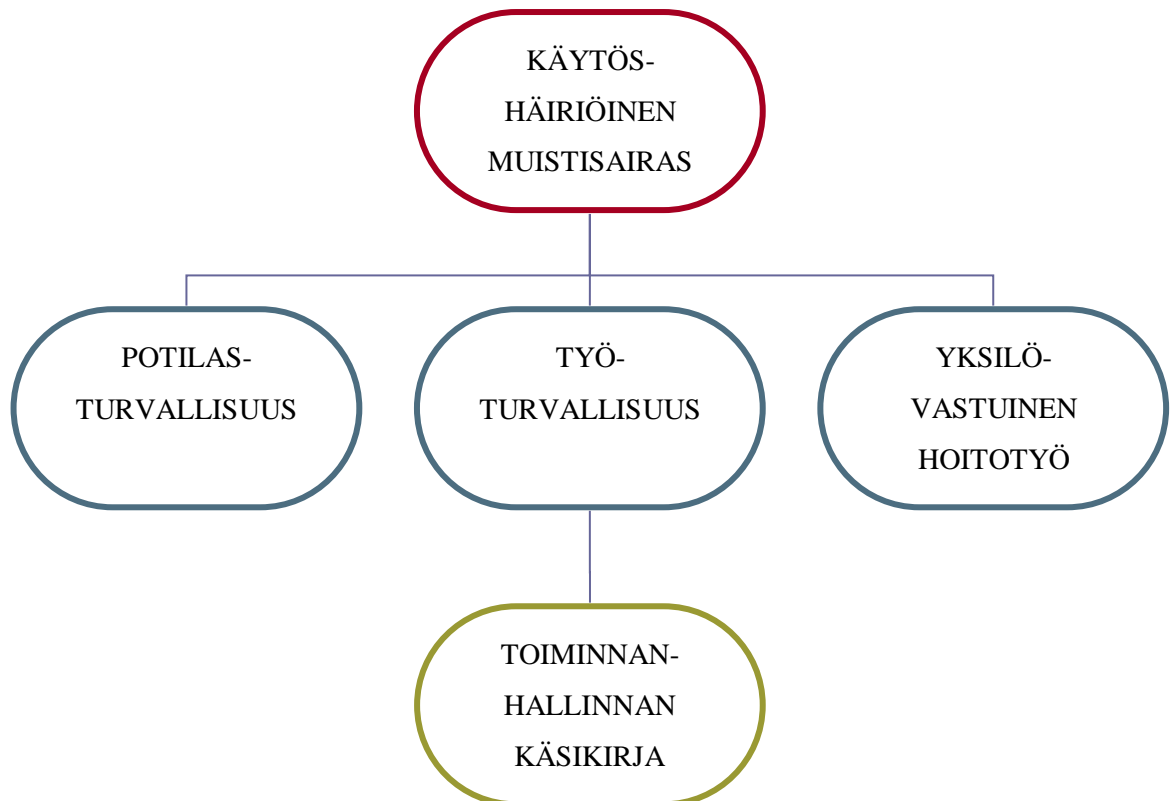 KÄYTÖS-
HÄIRIÖINEN
MUISTISAIRAS
POTILAS-
TURVALLISUUS
TYÖ-
TURVALLISUUS
YKSILÖ-
VASTUINEN
HOITOTYÖ
TOIMINNAN-
HALLINNAN
KÄSIKIRJA